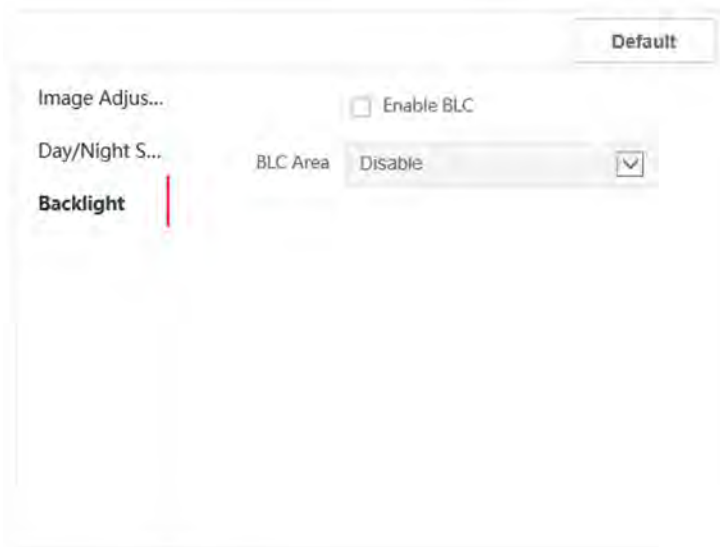 Default
Image Adjus...
Enable BLC
Day/Night S...
BLC Area
Disable
Backlight